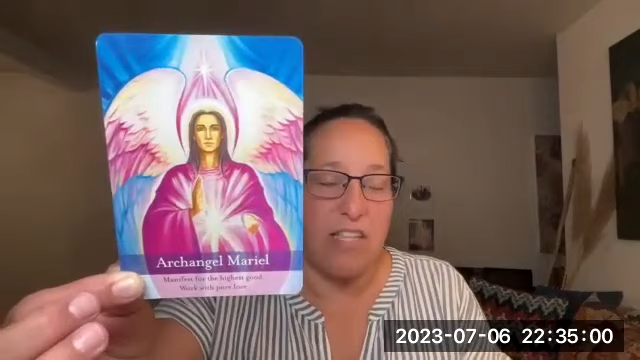 Archangel Mariel
Manifest for the highest good
Work with pure love
2023-07-06 22:35:00